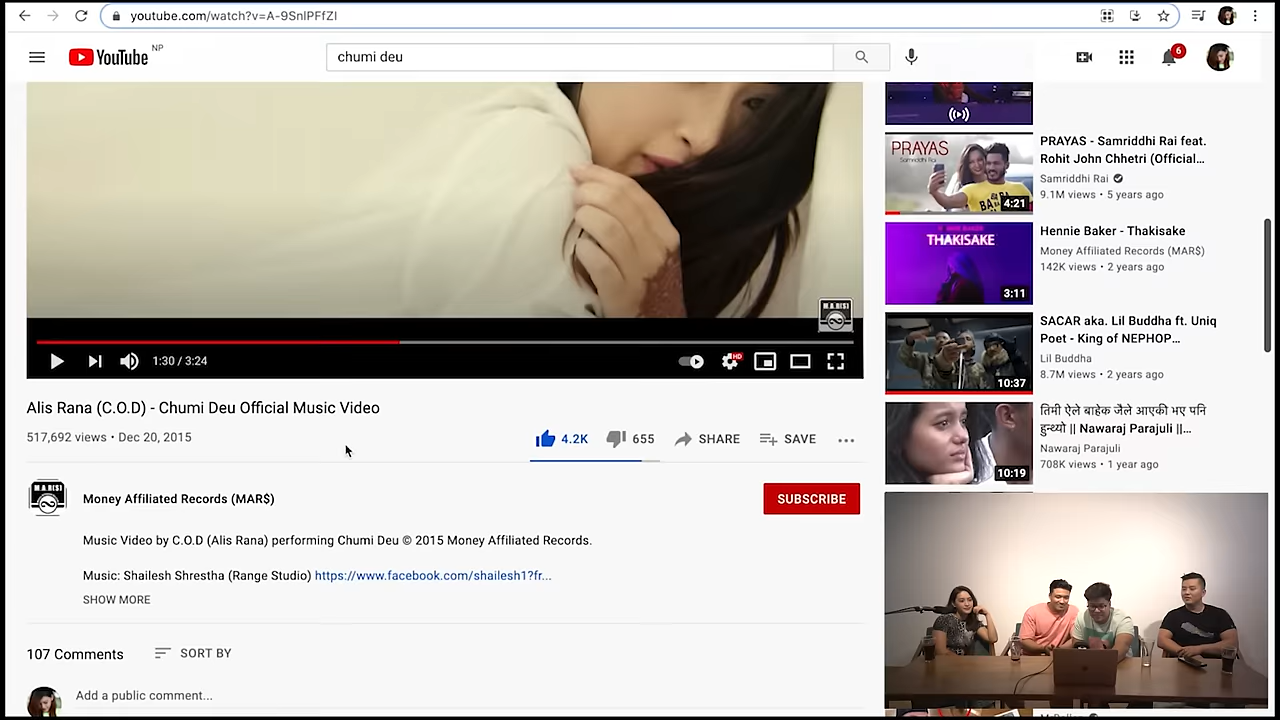 youtube.com/watch?v=A-9SnlPFfZI
YouTube NP
chumi deu
6
M.A.R($)
1:30 / 3:24
HD
Alis Rana (C.O.D) - Chumi Deu Official Music Video
517,692 views • Dec 20, 2015
4.2K
655
SHARE
SAVE
Money Affiliated Records (MAR$)
SUBSCRIBE
Music Video by C.O.D (Alis Rana) performing Chumi Deu © 2015 Money Affiliated Records.
Music: Shailesh Shrestha (Range Studio) https://www.facebook.com/shailesh1?fr...
SHOW MORE
107 Comments
SORT BY
Add a public comment...
PRAYAS
Samriddhi Rai
4:21
PRAYAS - Samriddhi Rai feat.
Rohit John Chhetri (Official...
Samriddhi Rai
9.1M views • 5 years ago
THAKISAKE
3:11
Hennie Baker - Thakisake
Money Affiliated Records (MAR$)
142K views • 2 years ago
10:37
SACAR aka. Lil Buddha ft. Uniq
Poet - King of NEPHOP...
Lil Buddha
8.7M views • 2 years ago
10:19
तिमी ऐले बाहेक जैले आएकी भए पनि
हुन्थ्यो || Nawaraj Parajuli ||...
Nawaraj Parajuli
708K views • 1 year ago